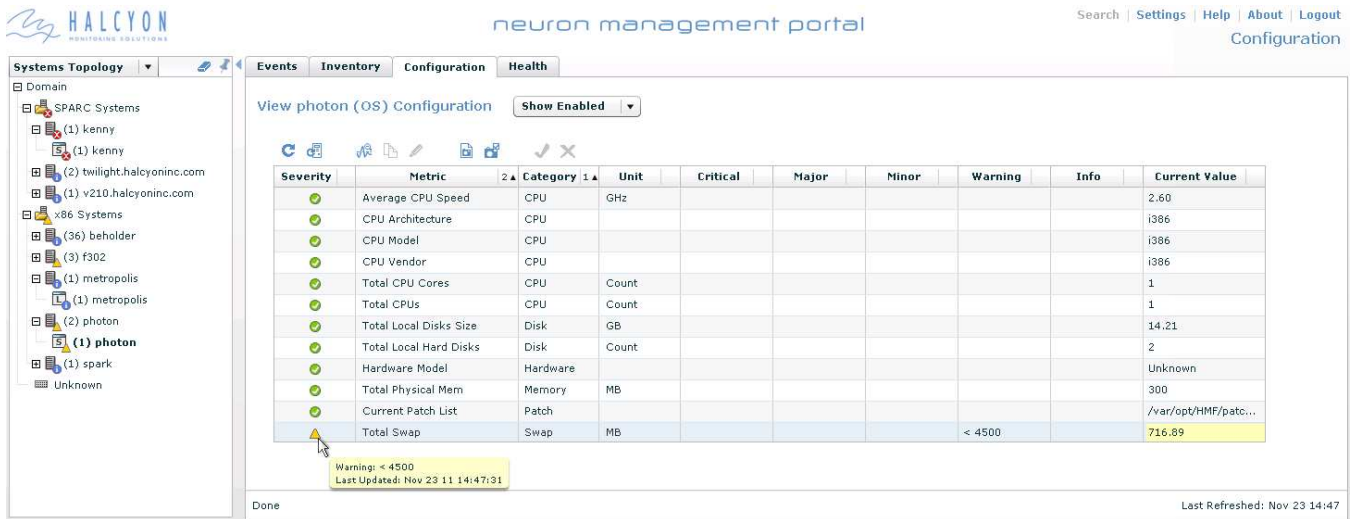 HALCYON
MONITORING SOLUTIONS
neuron management portal
Search | Settings | Help | About | Logout
Configuration
Systems Topology
Events Inventory Configuration Health
Domain
SPARC Systems
(1) kenny
(1) kenny
(2) twilight.halcyoninc.com
(1) v210.halcyoninc.com
x86 Systems
(36) beholder
(3) f302
(1) metropolis
(1) metropolis
(2) photon
(1) photon
(1) spark
Unknown
View photon (OS) Configuration Show Enabled
Severity Metric 2 Category 1 Unit Critical Major Minor Warning Info Current Value
Average CPU Speed CPU GHz 2.60
CPU Architecture CPU i386
CPU Model CPU i386
CPU Vendor CPU i386
Total CPU Cores CPU Count 1
Total CPUs CPU Count 1
Total Local Disks Size Disk GB 14.21
Total Local Hard Disks Disk Count 2
Hardware Model Hardware Unknown
Total Physical Mem Memory MB 300
Current Patch List Patch /var/opt/HMF/patc...
Total Swap Swap MB < 4500 716.89
Warning: < 4500
Last Updated: Nov 23 11 14:47:31
Done
Last Refreshed: Nov 23 14:47